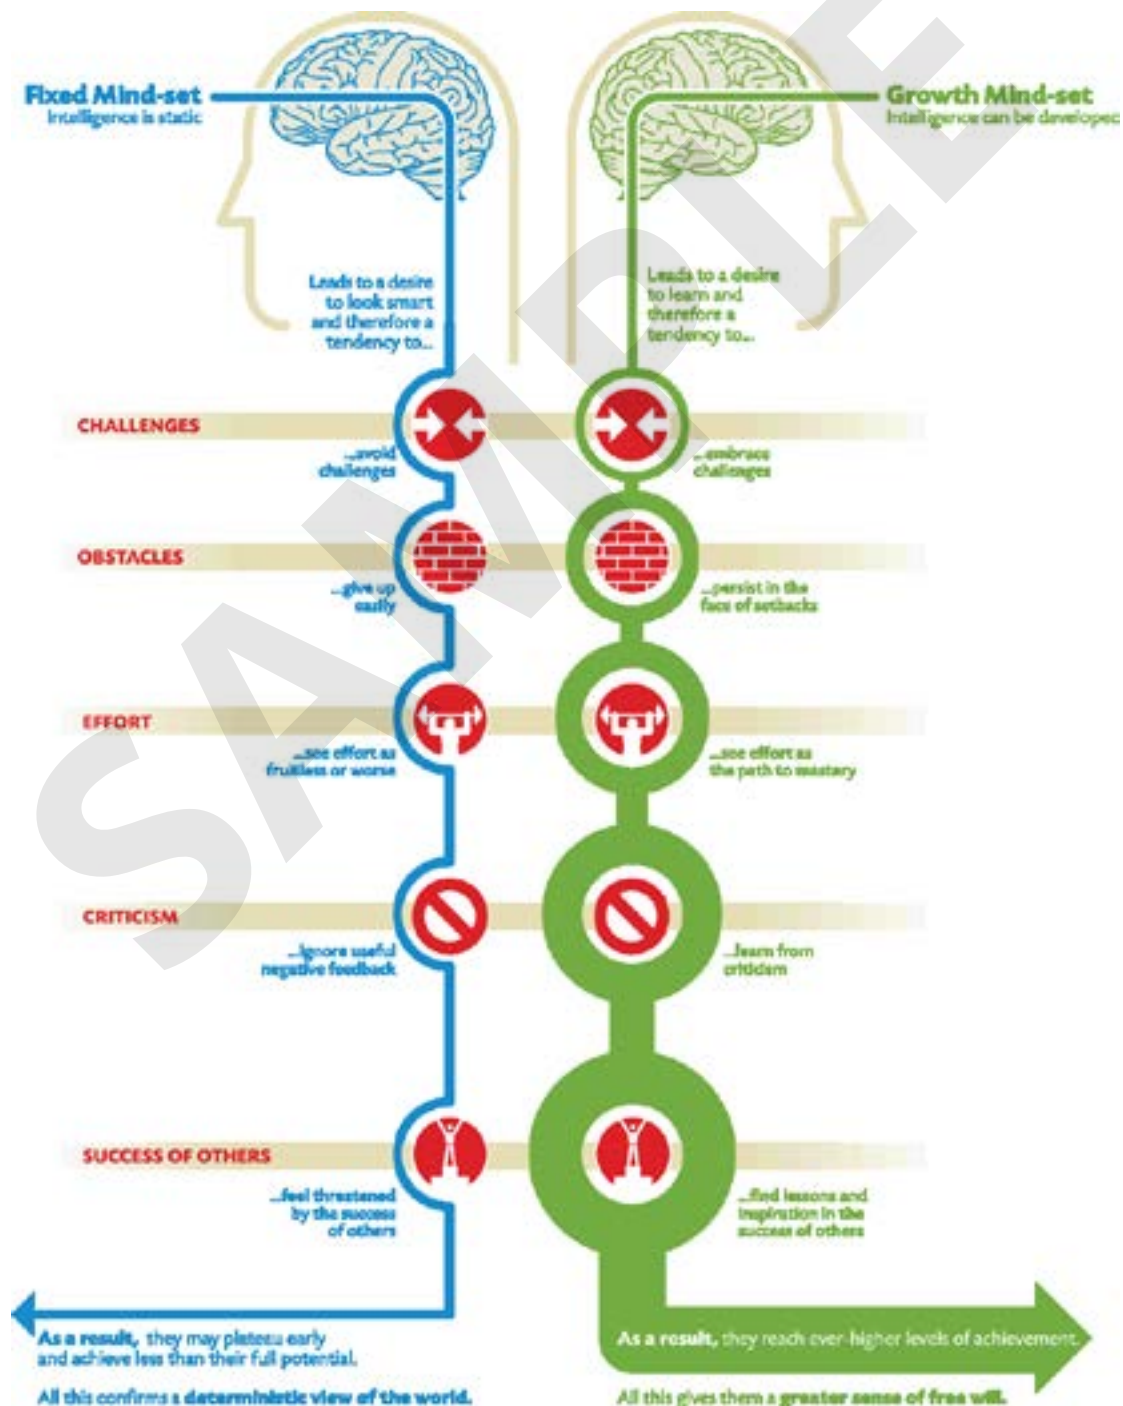 Fixed Mind-set
Intelligence is static
Growth Mind-set
Intelligence can be developed
Leads to a desire
to look smart
and therefore a
tendency to...
Leads to a desire
to learn and
therefore a
tendency to...
CHALLENGES
...avoid
challenges
...embrace
challenges
OBSTACLES
...give up
easily
...persist in the
face of setbacks
EFFORT
...see effort as
fruitless or worse
...see effort as
the path to mastery
CRITICISM
...ignore useful
negative feedback
...learn from
criticism
SUCCESS OF OTHERS
...feel threatened
by the success
of others
...find lessons and
inspiration in the
success of others
As a result, they may plateau early
and achieve less than their full potential.
All this confirms a deterministic view of the world.
As a result, they reach ever-higher levels of achievement.
All this gives them a greater sense of free will.
SAMPLE